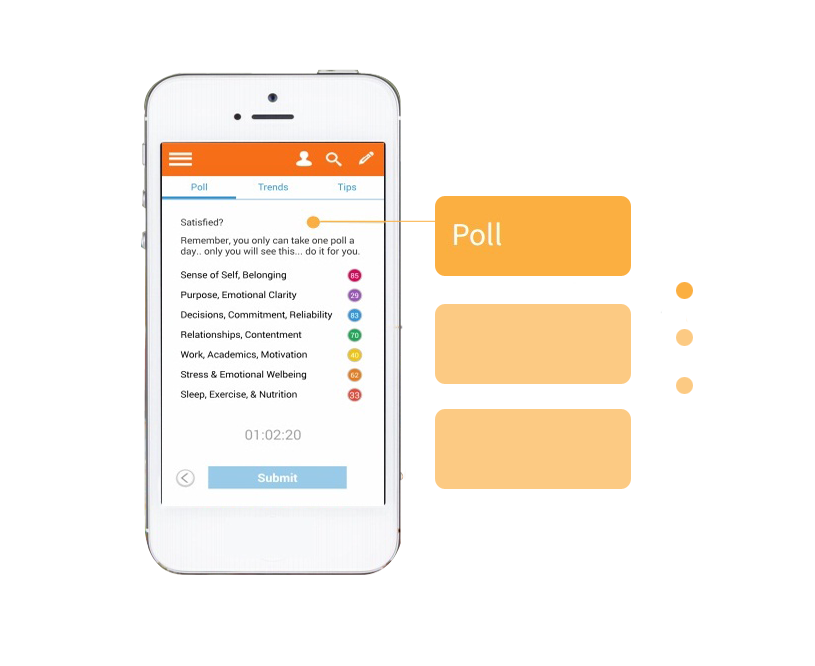 Poll
Trends
Tips
Satisfied?
Remember, you only can take one poll a
day.. only you will see this... do it for you.
Sense of Self, Belonging 85
Purpose, Emotional Clarity 29
Decisions, Commitment, Reliability 83
Relationships, Contentment 70
Work, Academics, Motivation 40
Stress & Emotional Welbeing 62
Sleep, Exercise, & Nutrition 33
01:02:20
Submit
Poll